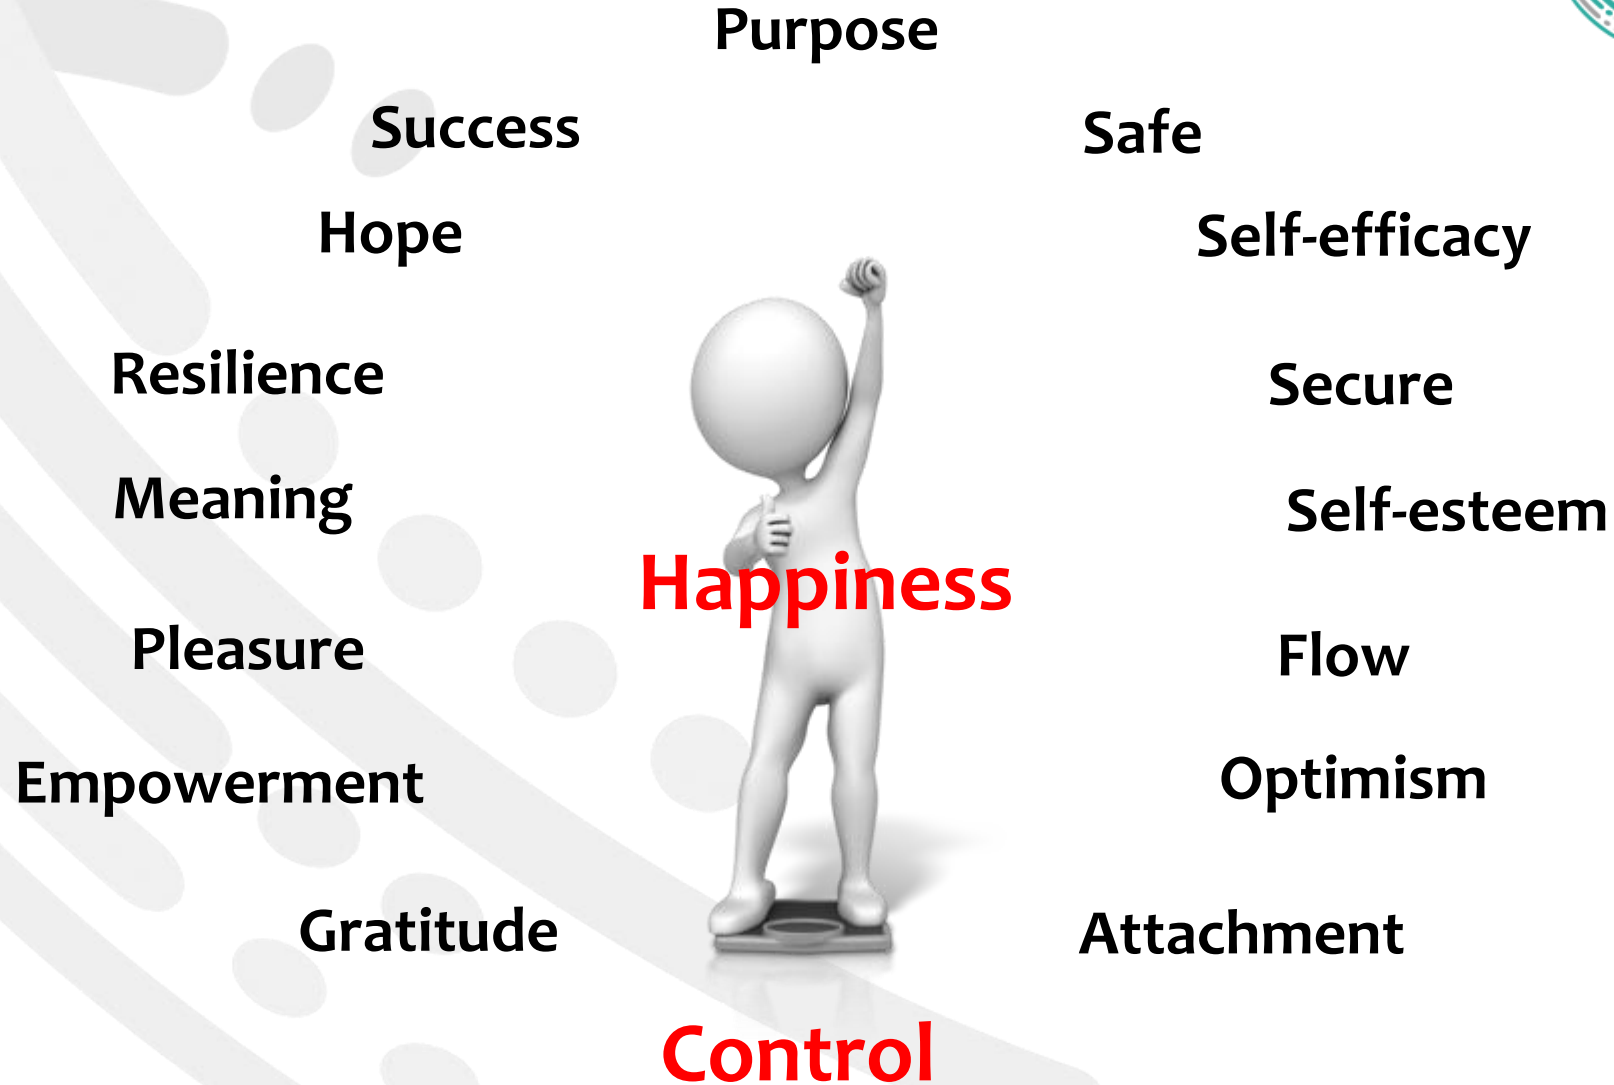 Purpose
Success
Safe
Hope
Self-efficacy
Resilience
Secure
Meaning
Self-esteem
Happiness
Pleasure
Flow
Empowerment
Optimism
Gratitude
Attachment
Control